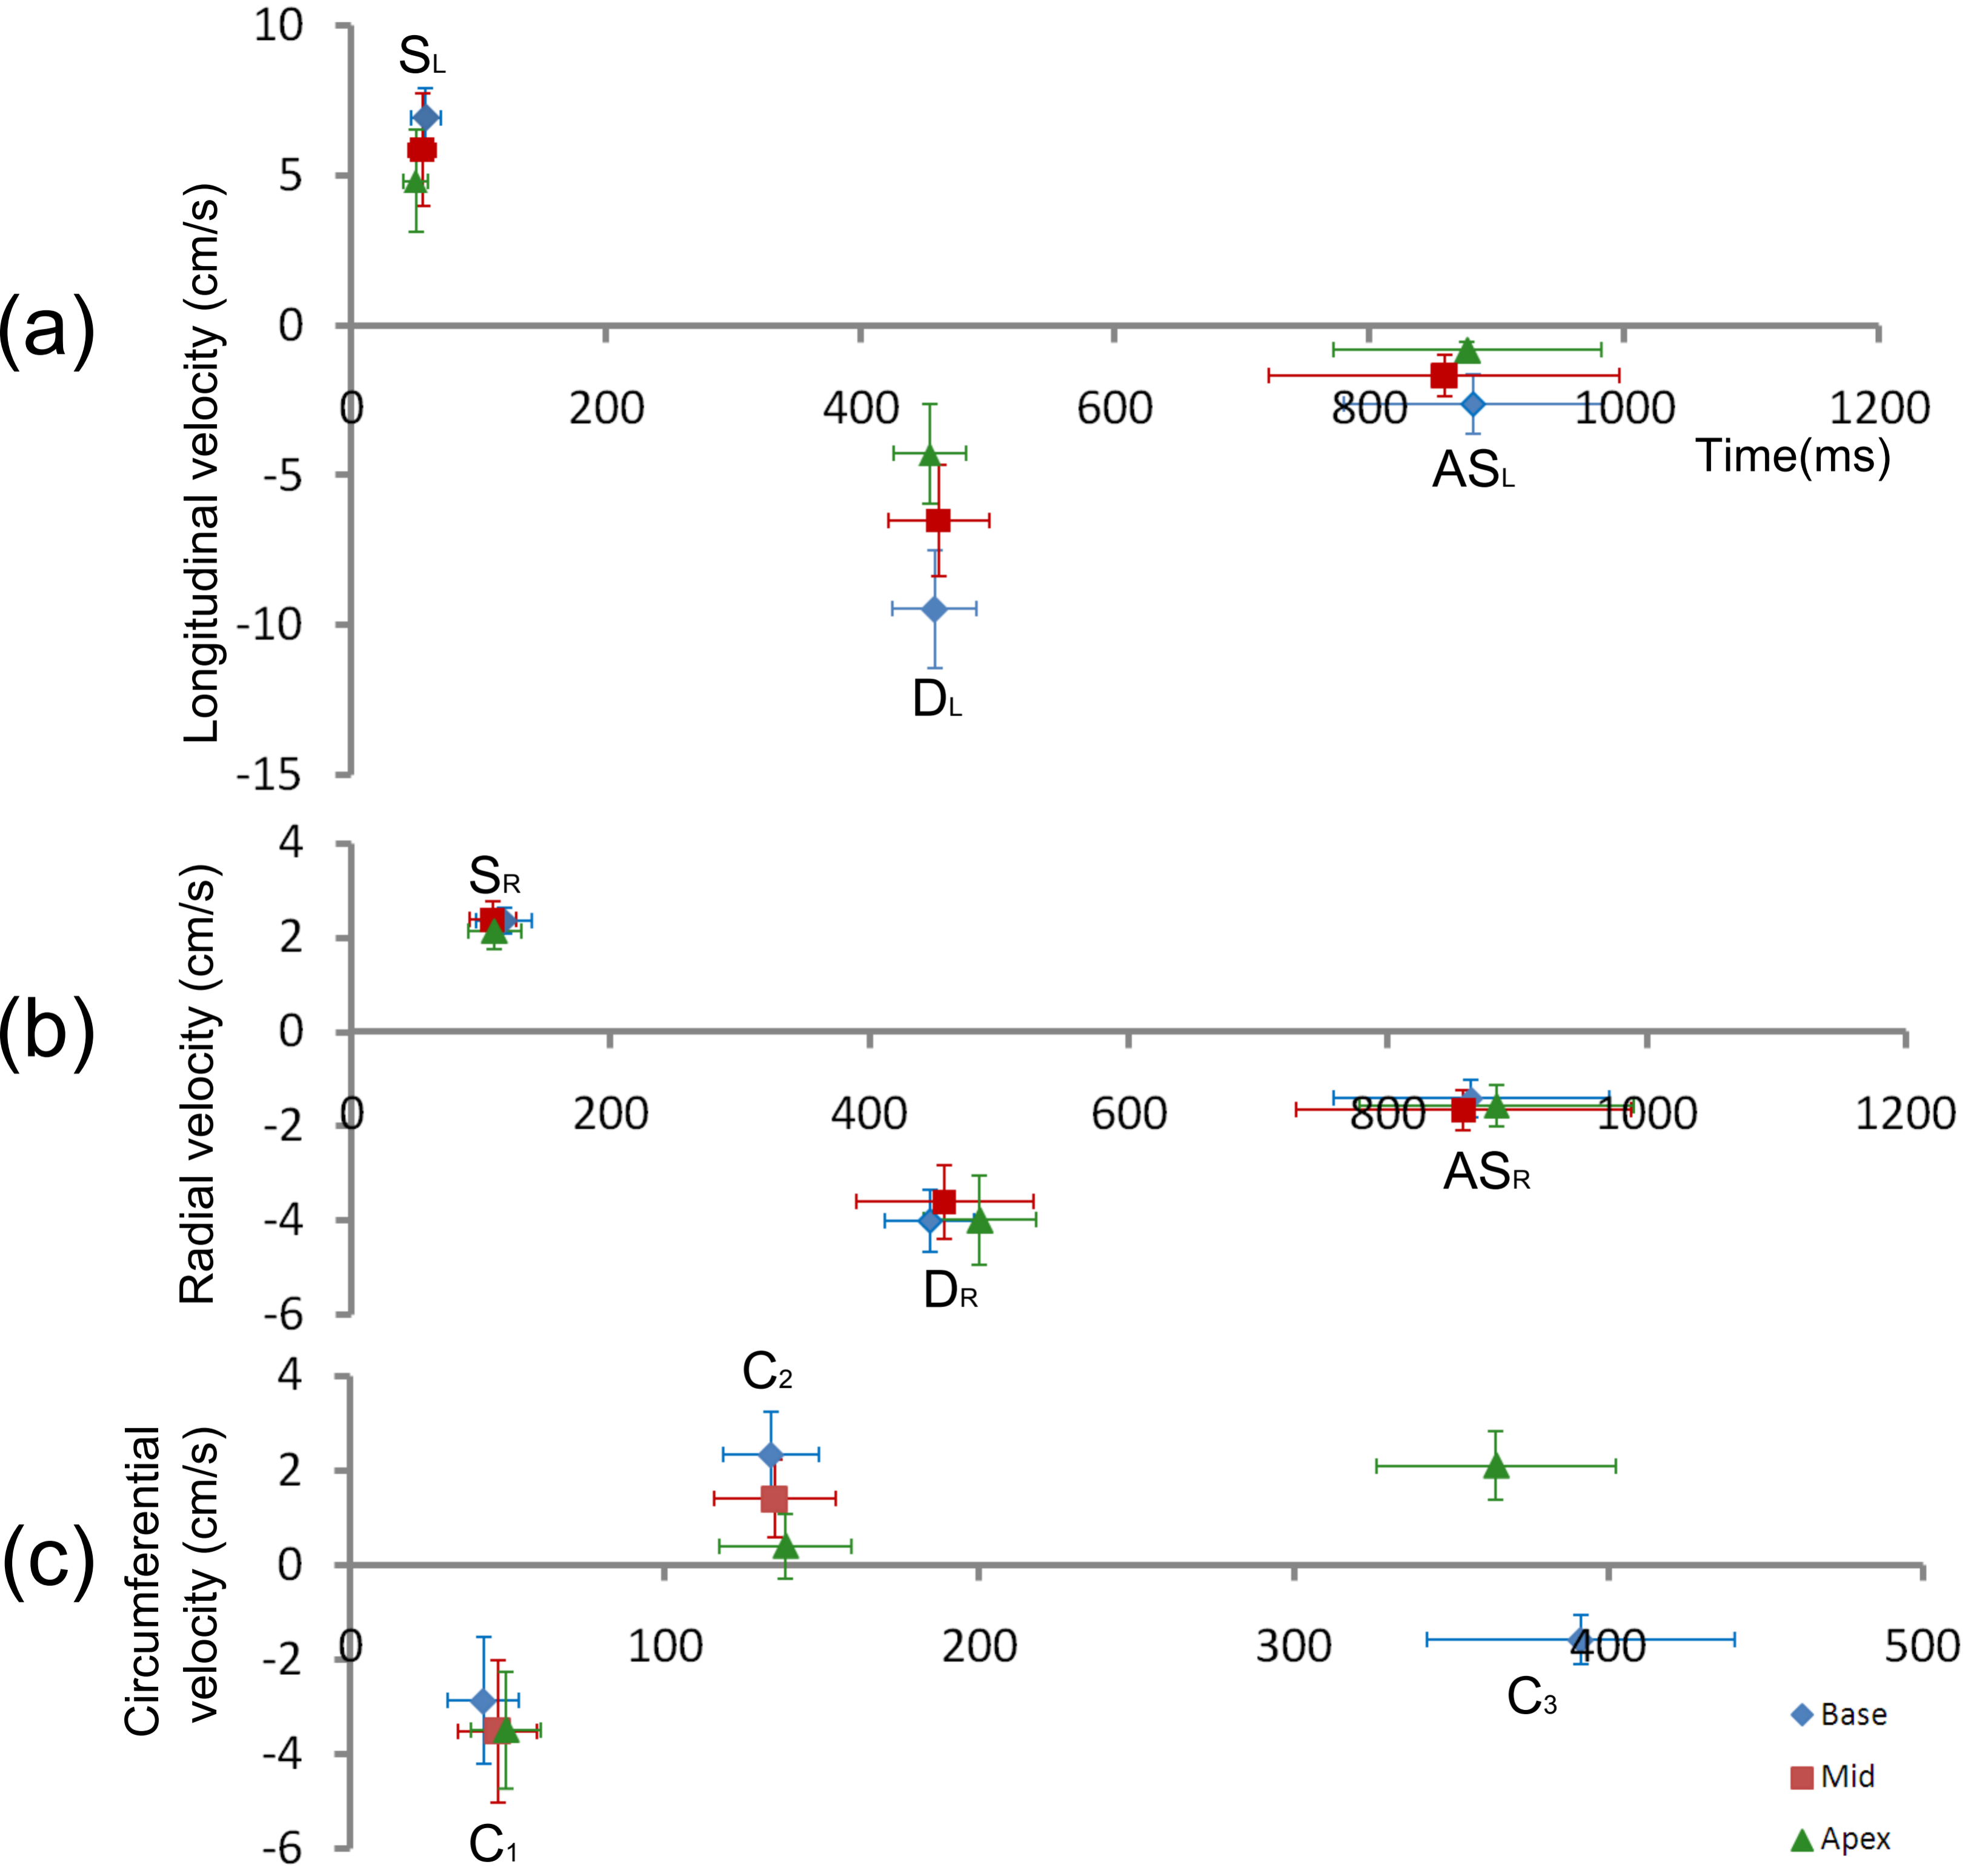 (a)
Longitudinal velocity (cm/s)
10
5
0
-5
-10
-15
SL
DL
ASL
0 200 400 600 800 1000 1200
Time(ms)
(b)
Radial velocity (cm/s)
4
2
0
-2
-4
-6
SR
DR
ASR
0 200 400 600 800 1000 1200
(c)
Circumferential
velocity (cm/s)
4
2
0
-2
-4
-6
C2
C1
C3
0 100 200 300 400 500
Base
Mid
Apex